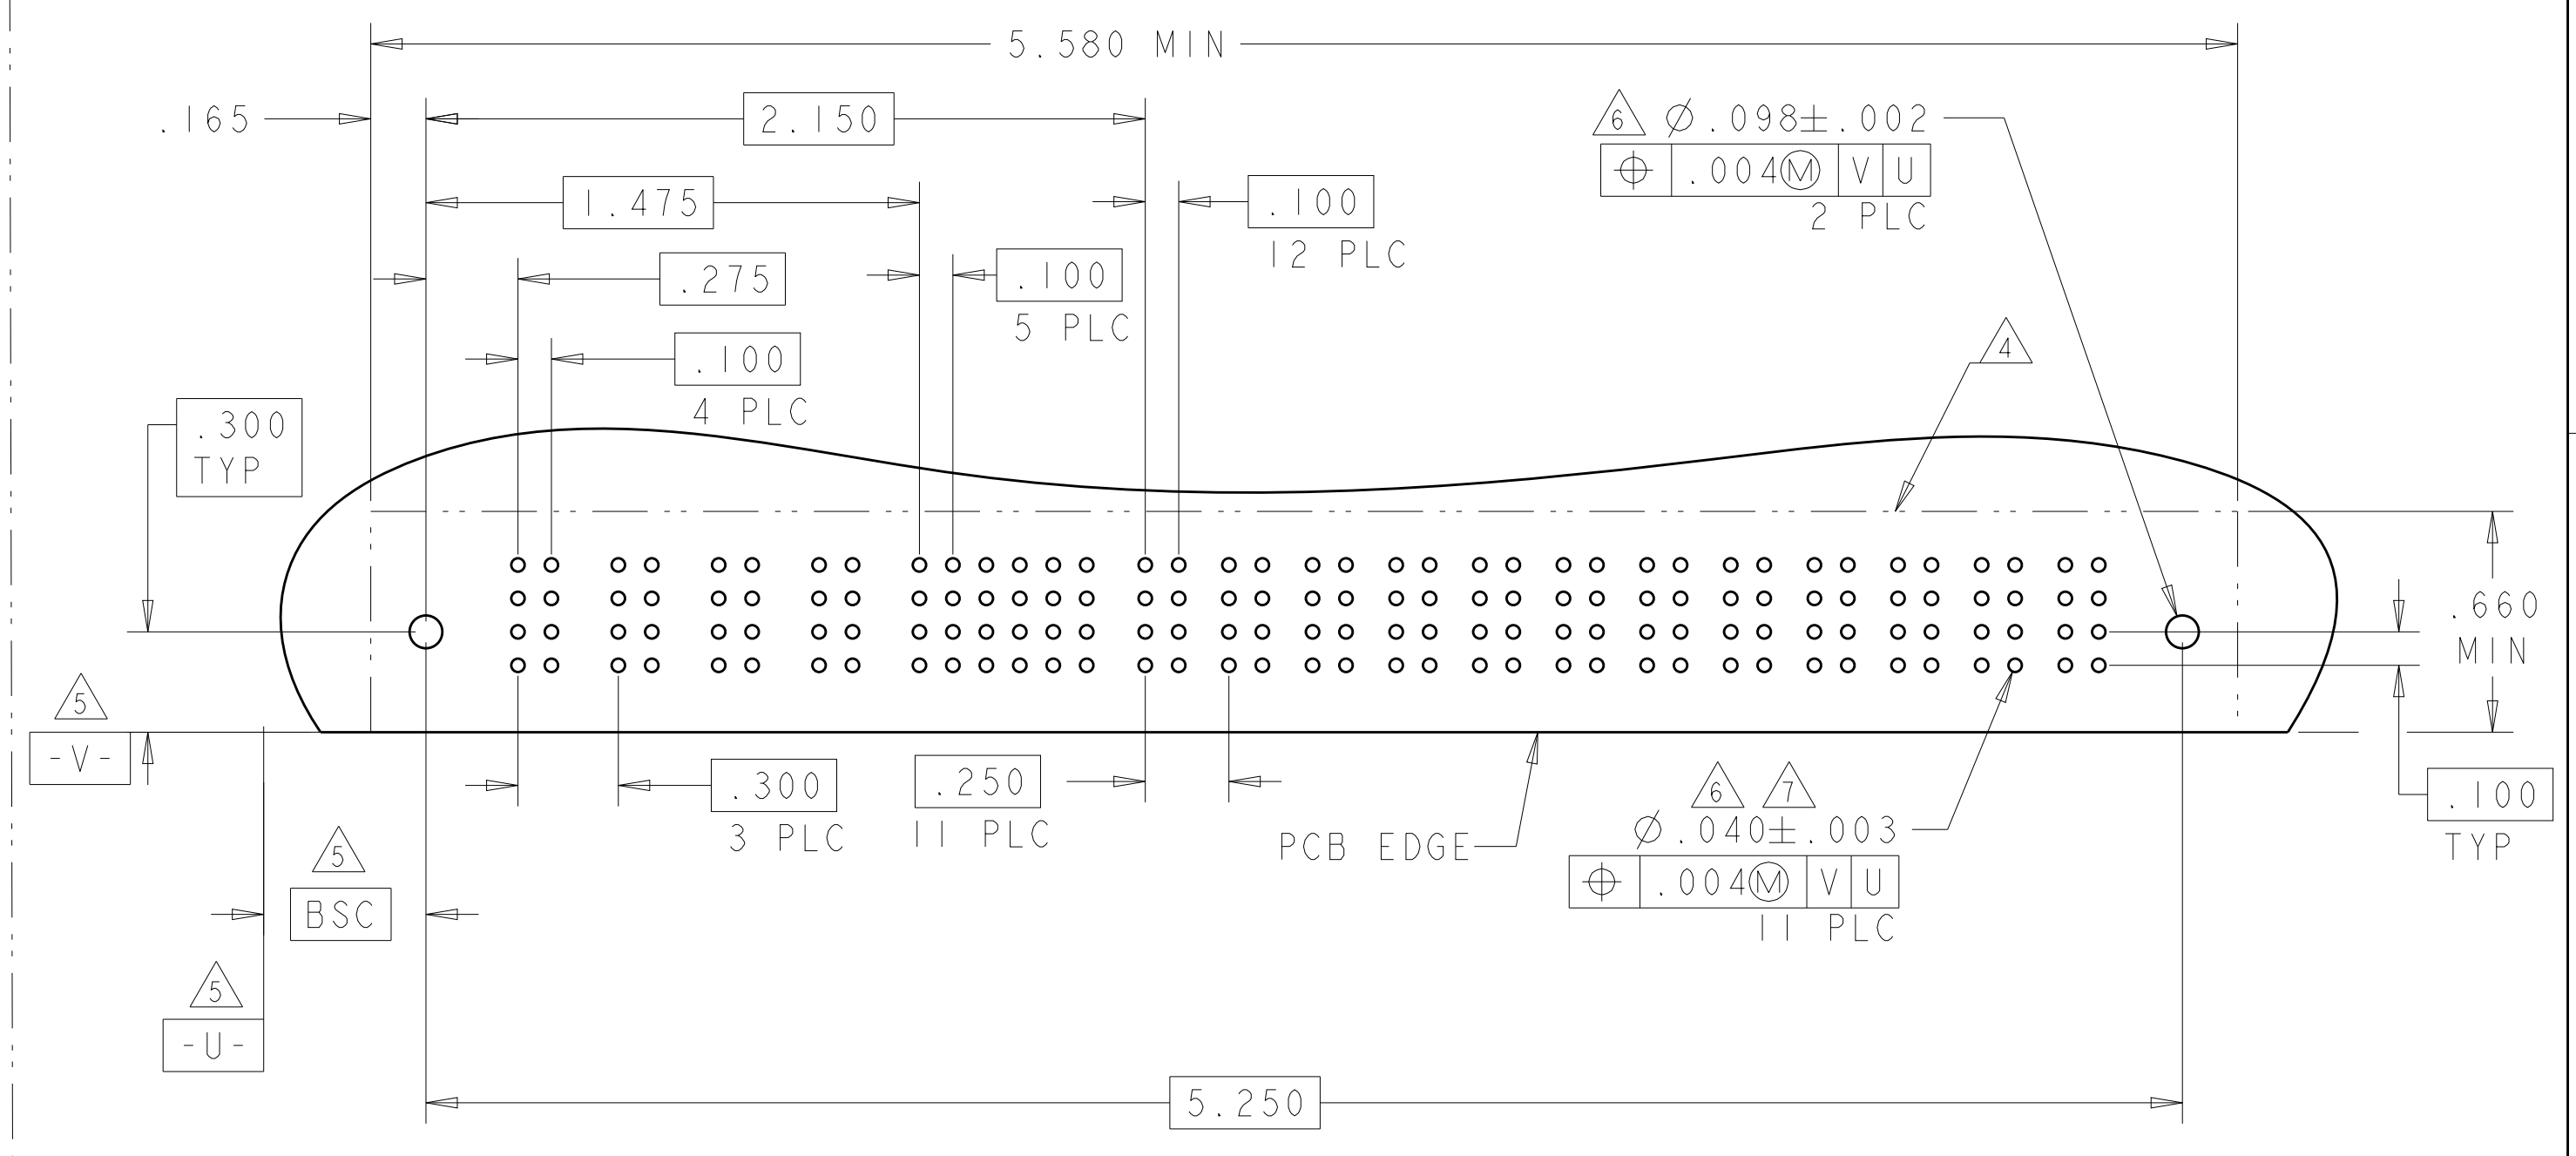 5.580 MIN
.165
2.150
6 ∅ .098±.002
⌖ .004Ⓜ V U
2 PLC
1.475
.100
12 PLC
.275
.100
5 PLC
.100
4 PLC
4
.300
TYP
.660
MIN
5
-V-
.300
3 PLC
.250
11 PLC
PCB EDGE
6 7
∅ .040±.003
⌖ .004Ⓜ V U
11 PLC
.100
TYP
5
BSC
5
-U-
5.250